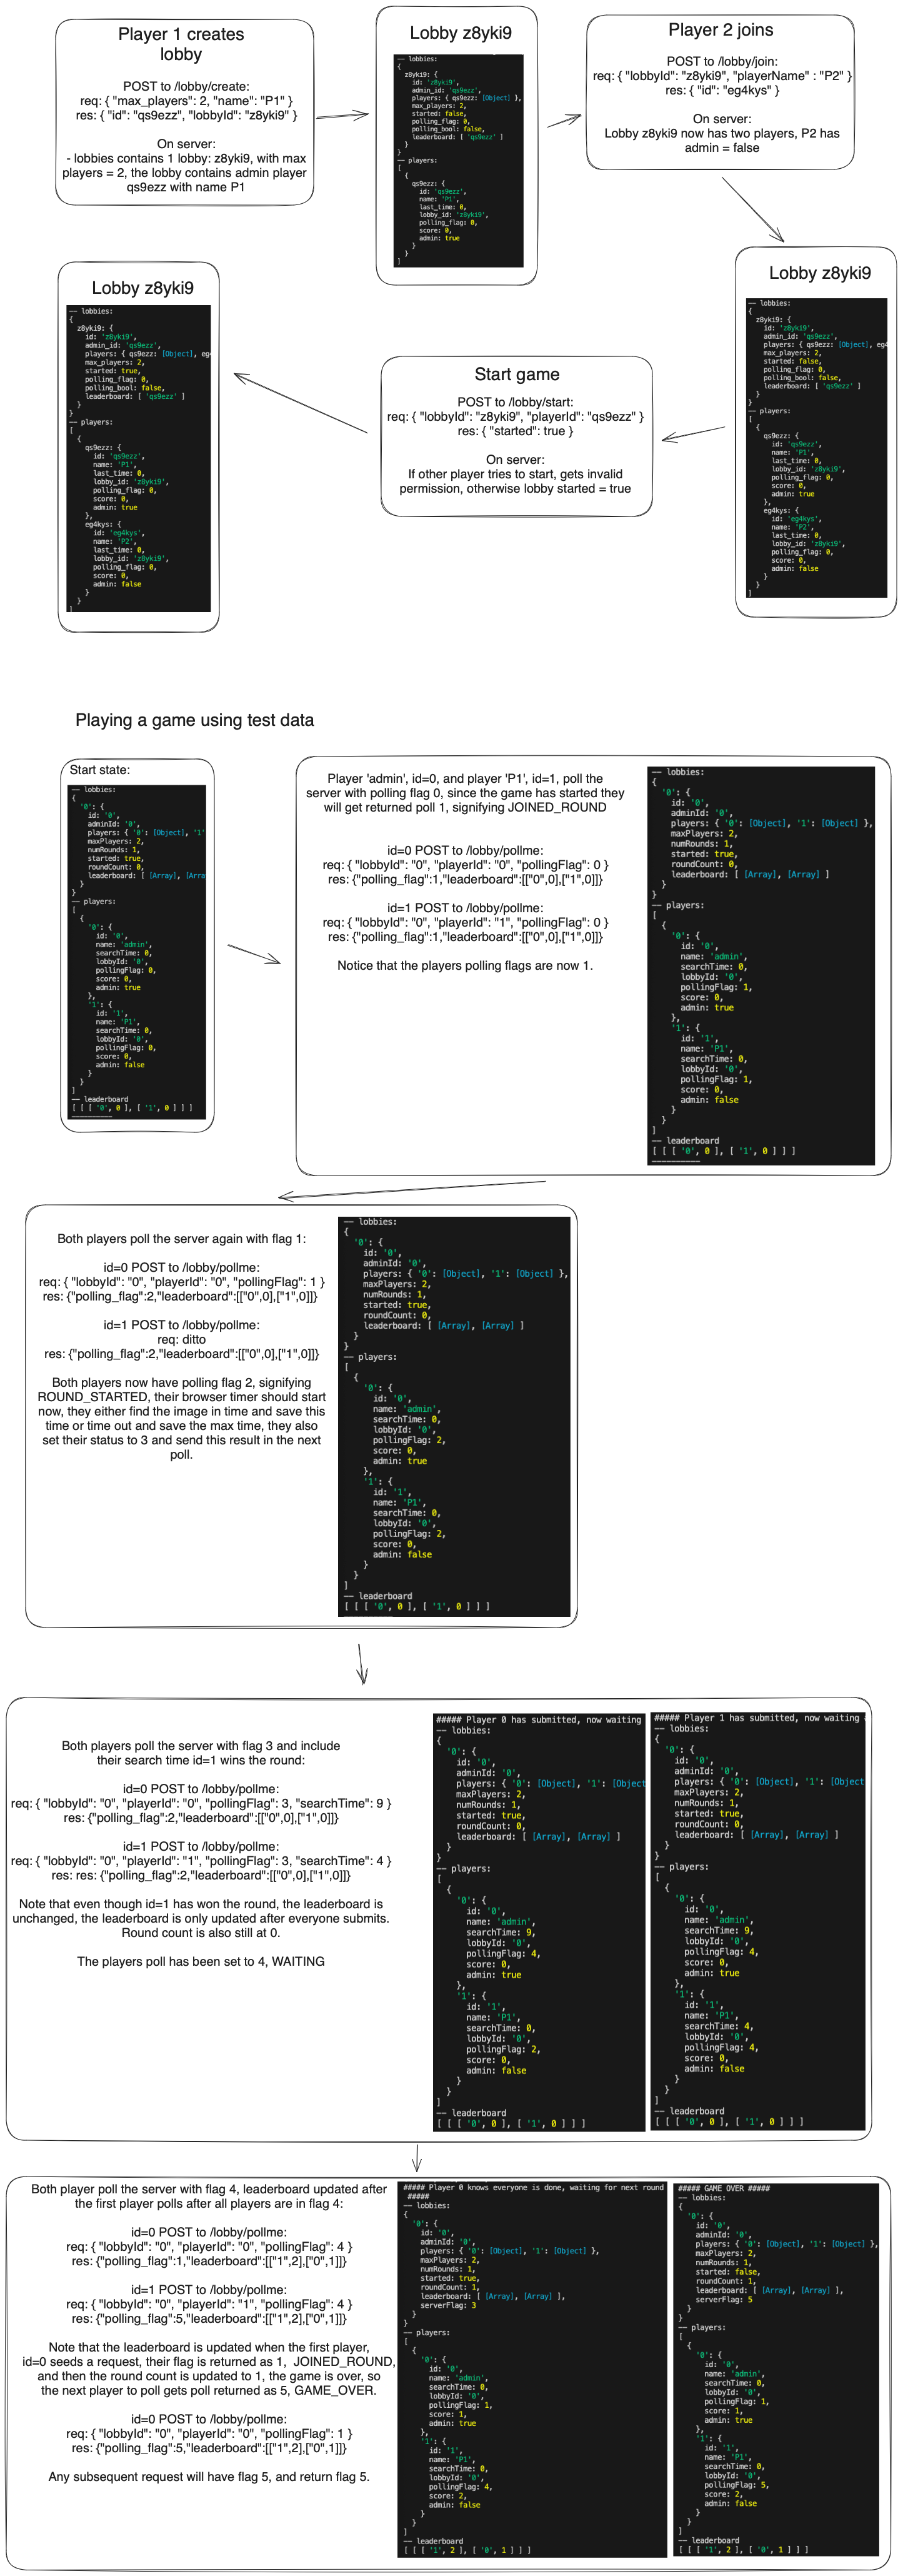 Player 1 creates
lobby
POST to /lobby/create:
req: { "max_players": 2, "name": "P1" }
res: { "id": "qs9ezz", "lobbyId": "z8yki9" }
On server:
- lobbies contains 1 lobby: z8yki9, with max
players = 2, the lobby contains admin player
qs9ezz with name P1
Lobby z8yki9
-- lobbies:
{
z8yki9: {
id: 'z8yki9',
admin_id: 'qs9ezz',
players: { qs9ezz: [Object] },
max_players: 2,
started: false,
polling_flag: 0,
polling_bool: false,
leaderboard: [ 'qs9ezz' ]
}
}
-- players:
[
{
qs9ezz: {
id: 'qs9ezz',
name: 'P1',
last_time: 0,
lobby_id: 'z8yki9',
polling_flag: 0,
score: 0,
admin: true
}
}
]
Player 2 joins
POST to /lobby/join:
req: { "lobbyId": "z8yki9", "playerName" : "P2" }
res: { "id": "eg4kys" }
On server:
Lobby z8yki9 now has two players, P2 has
admin = false
Lobby z8yki9
-- lobbies:
{
z8yki9: {
id: 'z8yki9',
admin_id: 'qs9ezz',
players: { qs9ezz: [Object], eg4
max_players: 2,
started: false,
polling_flag: 0,
polling_bool: false,
leaderboard: [ 'qs9ezz' ]
}
}
-- players:
[
{
qs9ezz: {
id: 'qs9ezz',
name: 'P1',
last_time: 0,
lobby_id: 'z8yki9',
polling_flag: 0,
score: 0,
admin: true
},
eg4kys: {
id: 'eg4kys',
name: 'P2',
last_time: 0,
lobby_id: 'z8yki9',
polling_flag: 0,
score: 0,
admin: false
}
}
]
Start game
POST to /lobby/start:
req: { "lobbyId": "z8yki9", "playerId": "qs9ezz" }
res: { "started": true }
On server:
If other player tries to start, gets invalid
permission, otherwise lobby started = true
Lobby z8yki9
-- lobbies:
{
z8yki9: {
id: 'z8yki9',
admin_id: 'qs9ezz',
players: { qs9ezz: [Object], eg4
max_players: 2,
started: true,
polling_flag: 0,
polling_bool: false,
leaderboard: [ 'qs9ezz' ]
}
}
-- players:
[
{
qs9ezz: {
id: 'qs9ezz',
name: 'P1',
last_time: 0,
lobby_id: 'z8yki9',
polling_flag: 0,
score: 0,
admin: true
},
eg4kys: {
id: 'eg4kys',
name: 'P2',
last_time: 0,
lobby_id: 'z8yki9',
polling_flag: 0,
score: 0,
admin: false
}
}
]
Playing a game using test data
Start state:
-- lobbies:
{
'0': {
id: '0',
adminId: '0',
players: { '0': [Object], '1'
maxPlayers: 2,
numRounds: 1,
started: true,
roundCount: 0,
leaderboard: [ [Array], [Arra
}
}
-- players:
[
{
'0': {
id: '0',
name: 'admin',
searchTime: 0,
lobbyId: '0',
pollingFlag: 0,
score: 0,
admin: true
},
'1': {
id: '1',
name: 'P1',
searchTime: 0,
lobbyId: '0',
pollingFlag: 0,
score: 0,
admin: false
}
}
]
-- leaderboard
[ [ [ '0', 0 ], [ '1', 0 ] ] ]
----------
Player 'admin', id=0, and player 'P1', id=1, poll the
server with polling flag 0, since the game has started they
will get returned poll 1, signifying JOINED_ROUND
id=0 POST to /lobby/pollme:
req: { "lobbyId": "0", "playerId": "0", "pollingFlag": 0 }
res: {"polling_flag":1,"leaderboard":[["0",0],["1",0]]}
id=1 POST to /lobby/pollme:
req: { "lobbyId": "0", "playerId": "1", "pollingFlag": 0 }
res: {"polling_flag":1,"leaderboard":[["0",0],["1",0]]}
Notice that the players polling flags are now 1.
-- lobbies:
{
'0': {
id: '0',
adminId: '0',
players: { '0': [Object], '1': [Object] },
maxPlayers: 2,
numRounds: 1,
started: true,
roundCount: 0,
leaderboard: [ [Array], [Array] ]
}
}
-- players:
[
{
'0': {
id: '0',
name: 'admin',
searchTime: 0,
lobbyId: '0',
pollingFlag: 1,
score: 0,
admin: true
},
'1': {
id: '1',
name: 'P1',
searchTime: 0,
lobbyId: '0',
pollingFlag: 1,
score: 0,
admin: false
}
}
]
-- leaderboard
[ [ [ '0', 0 ], [ '1', 0 ] ] ]
----------
Both players poll the server again with flag 1:
id=0 POST to /lobby/pollme:
req: { "lobbyId": "0", "playerId": "0", "pollingFlag": 1 }
res: {"polling_flag":2,"leaderboard":[["0",0],["1",0]]}
id=1 POST to /lobby/pollme:
req: ditto
res: {"polling_flag":2,"leaderboard":[["0",0],["1",0]]}
Both players now have polling flag 2, signifying
ROUND_STARTED, their browser timer should start
now, they either find the image in time and save this
time or time out and save the max time, they also
set their status to 3 and send this result in the next
poll.
-- lobbies:
{
'0': {
id: '0',
adminId: '0',
players: { '0': [Object], '1': [Object] },
maxPlayers: 2,
numRounds: 1,
started: true,
roundCount: 0,
leaderboard: [ [Array], [Array] ]
}
}
-- players:
[
{
'0': {
id: '0',
name: 'admin',
searchTime: 0,
lobbyId: '0',
pollingFlag: 2,
score: 0,
admin: true
},
'1': {
id: '1',
name: 'P1',
searchTime: 0,
lobbyId: '0',
pollingFlag: 2,
score: 0,
admin: false
}
}
]
-- leaderboard
[ [ [ '0', 0 ], [ '1', 0 ] ] ]
Both players poll the server with flag 3 and include
their search time id=1 wins the round:
id=0 POST to /lobby/pollme:
req: { "lobbyId": "0", "playerId": "0", "pollingFlag": 3, "searchTime": 9 }
res: {"polling_flag":2,"leaderboard":[["0",0],["1",0]]}
id=1 POST to /lobby/pollme:
req: { "lobbyId": "0", "playerId": "1", "pollingFlag": 3, "searchTime": 4 }
res: res: {"polling_flag":2,"leaderboard":[["0",0],["1",0]]}
Note that even though id=1 has won the round, the leaderboard is
unchanged, the leaderboard is only updated after everyone submits.
Round count is also still at 0.
The players poll has been set to 4, WAITING
##### Player 0 has submitted, now waiting
-- lobbies:
{
'0': {
id: '0',
adminId: '0',
players: { '0': [Object], '1': [Object
maxPlayers: 2,
numRounds: 1,
started: true,
roundCount: 0,
leaderboard: [ [Array], [Array] ]
}
}
-- players:
[
{
'0': {
id: '0',
name: 'admin',
searchTime: 9,
lobbyId: '0',
pollingFlag: 4,
score: 0,
admin: true
},
'1': {
id: '1',
name: 'P1',
searchTime: 0,
lobbyId: '0',
pollingFlag: 2,
score: 0,
admin: false
}
}
]
-- leaderboard
[ [ [ '0', 0 ], [ '1', 0 ] ] ]
##### Player 1 has submitted, now waiting
-- lobbies:
{
'0': {
id: '0',
adminId: '0',
players: { '0': [Object], '1': [Object
maxPlayers: 2,
numRounds: 1,
started: true,
roundCount: 0,
leaderboard: [ [Array], [Array] ]
}
}
-- players:
[
{
'0': {
id: '0',
name: 'admin',
searchTime: 9,
lobbyId: '0',
pollingFlag: 4,
score: 0,
admin: true
},
'1': {
id: '1',
name: 'P1',
searchTime: 4,
lobbyId: '0',
pollingFlag: 4,
score: 0,
admin: false
}
}
]
-- leaderboard
[ [ [ '0', 0 ], [ '1', 0 ] ] ]
Both player poll the server with flag 4, leaderboard updated after
the first player polls after all players are in flag 4:
id=0 POST to /lobby/pollme:
req: { "lobbyId": "0", "playerId": "0", "pollingFlag": 4 }
res: {"polling_flag":1,"leaderboard":[["1",2],["0",1]]}
id=1 POST to /lobby/pollme:
req: { "lobbyId": "0", "playerId": "1", "pollingFlag": 4 }
res: {"polling_flag":5,"leaderboard":[["1",2],["0",1]]}
Note that the leaderboard is updated when the first player,
id=0 seeds a request, their flag is returned as 1, JOINED_ROUND,
and then the round count is updated to 1, the game is over, so
the next player to poll gets poll returned as 5, GAME_OVER.
id=0 POST to /lobby/pollme:
req: { "lobbyId": "0", "playerId": "0", "pollingFlag": 1 }
res: {"polling_flag":5,"leaderboard":[["1",2],["0",1]]}
Any subsequent request will have flag 5, and return flag 5.
##### Player 0 knows everyone is done, waiting for next round
#####
-- lobbies:
{
'0': {
id: '0',
adminId: '0',
players: { '0': [Object], '1': [Object] },
maxPlayers: 2,
numRounds: 1,
started: true,
roundCount: 1,
leaderboard: [ [Array], [Array] ],
serverFlag: 3
}
}
-- players:
[
{
'0': {
id: '0',
name: 'admin',
searchTime: 0,
lobbyId: '0',
pollingFlag: 1,
score: 1,
admin: true
},
'1': {
id: '1',
name: 'P1',
searchTime: 0,
lobbyId: '0',
pollingFlag: 4,
score: 2,
admin: false
}
}
]
-- leaderboard
[ [ [ '1', 2 ], [ '0', 1 ] ] ]
##### GAME OVER #####
-- lobbies:
{
'0': {
id: '0',
adminId: '0',
players: { '0': [Object], '1': [Object] },
maxPlayers: 2,
numRounds: 1,
started: false,
roundCount: 1,
leaderboard: [ [Array], [Array] ],
serverFlag: 5
}
}
-- players:
[
{
'0': {
id: '0',
name: 'admin',
searchTime: 0,
lobbyId: '0',
pollingFlag: 1,
score: 1,
admin: true
},
'1': {
id: '1',
name: 'P1',
searchTime: 0,
lobbyId: '0',
pollingFlag: 5,
score: 2,
admin: false
}
}
]
-- leaderboard
[ [ [ '1', 2 ], [ '0', 1 ] ] ]